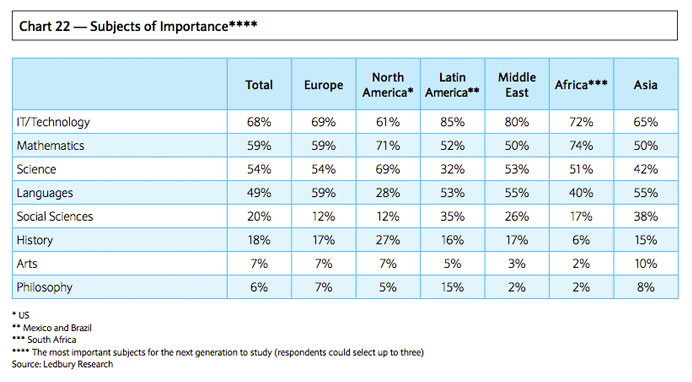 Chart 22 — Subjects of Importance****
Total Europe North America* Latin America** Middle East Africa*** Asia
IT/Technology 68% 69% 61% 85% 80% 72% 65%
Mathematics 59% 59% 71% 52% 50% 74% 50%
Science 54% 54% 69% 32% 53% 51% 42%
Languages 49% 59% 28% 53% 55% 40% 55%
Social Sciences 20% 12% 12% 35% 26% 17% 38%
History 18% 17% 27% 16% 17% 6% 15%
Arts 7% 7% 7% 5% 3% 2% 10%
Philosophy 6% 7% 5% 15% 2% 2% 8%
* US
** Mexico and Brazil
*** South Africa
**** The most important subjects for the next generation to study (respondents could select up to three)
Source: Ledbury Research